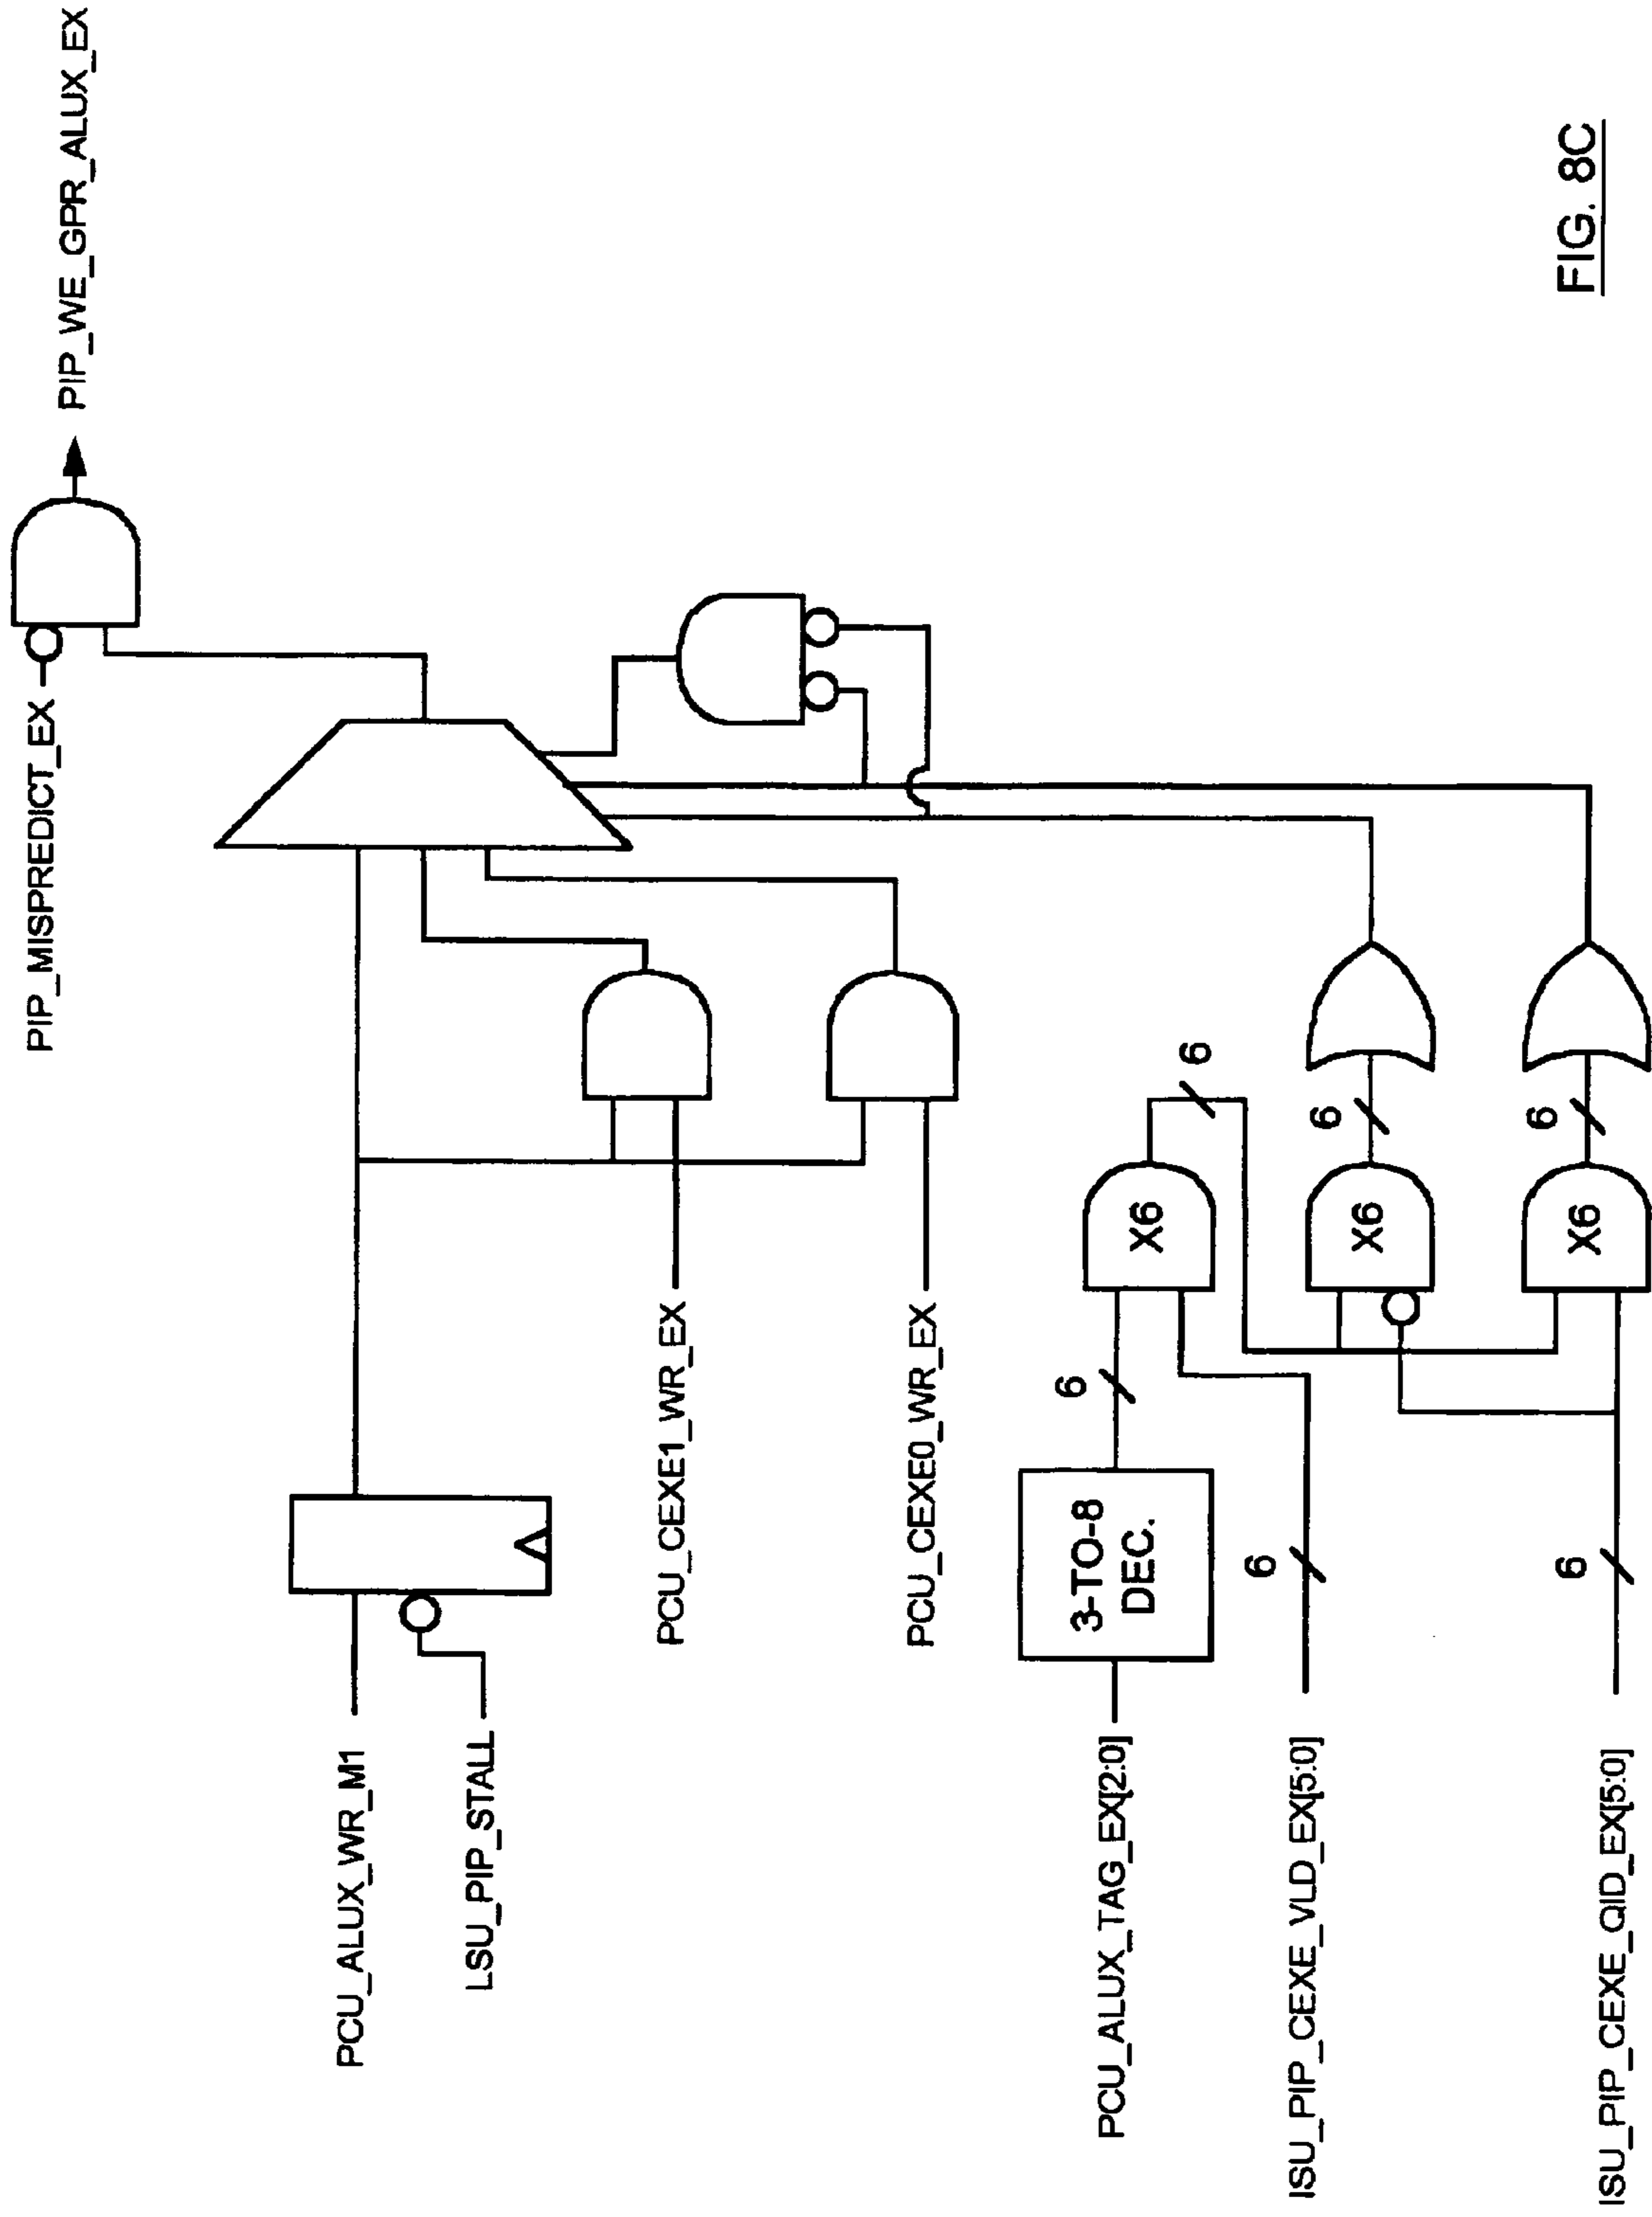 PIP_MISPREDICT_EX
PIP_WE_GPR_ALUX_EX
PCU_ALUX_WR_M1
LSU_PIP_STALL
PCU_CEXE1_WR_EX
PCU_CEXE0_WR_EX
PCU_ALUX_TAG_EX[2:0]
3-TO-8
DEC.
6
X6
6
ISU_PIP_CEXE_VLD_EX[5:0]
6
X6
6
ISU_PIP_CEXE_QID_EX[5:0]
6
X6
6
FIG. 8C